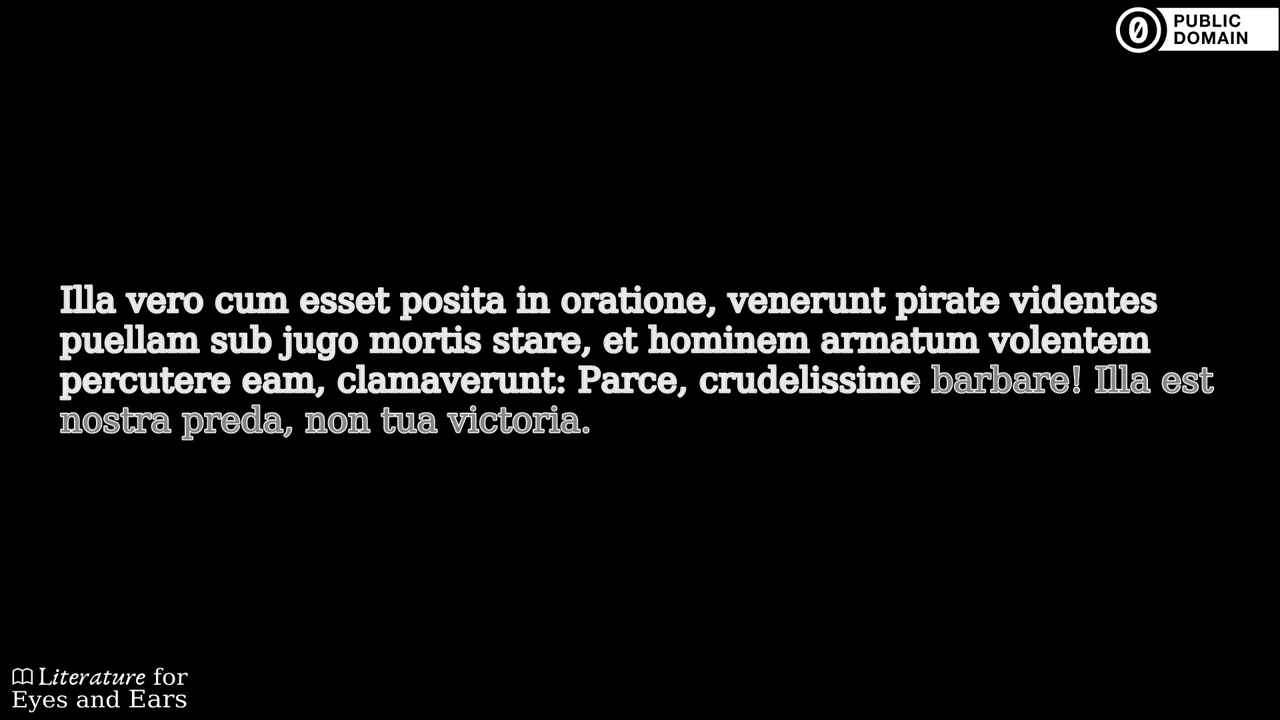 PUBLIC
DOMAIN
Illa vero cum esset posita in oratione, venerunt pirate videntes
puellam sub jugo mortis stare, et hominem armatum volentem
percutere eam, clamaverunt: Parce, crudelissime barbare! Illa est
nostra preda, non tua victoria.
Literature for
Eyes and Ears